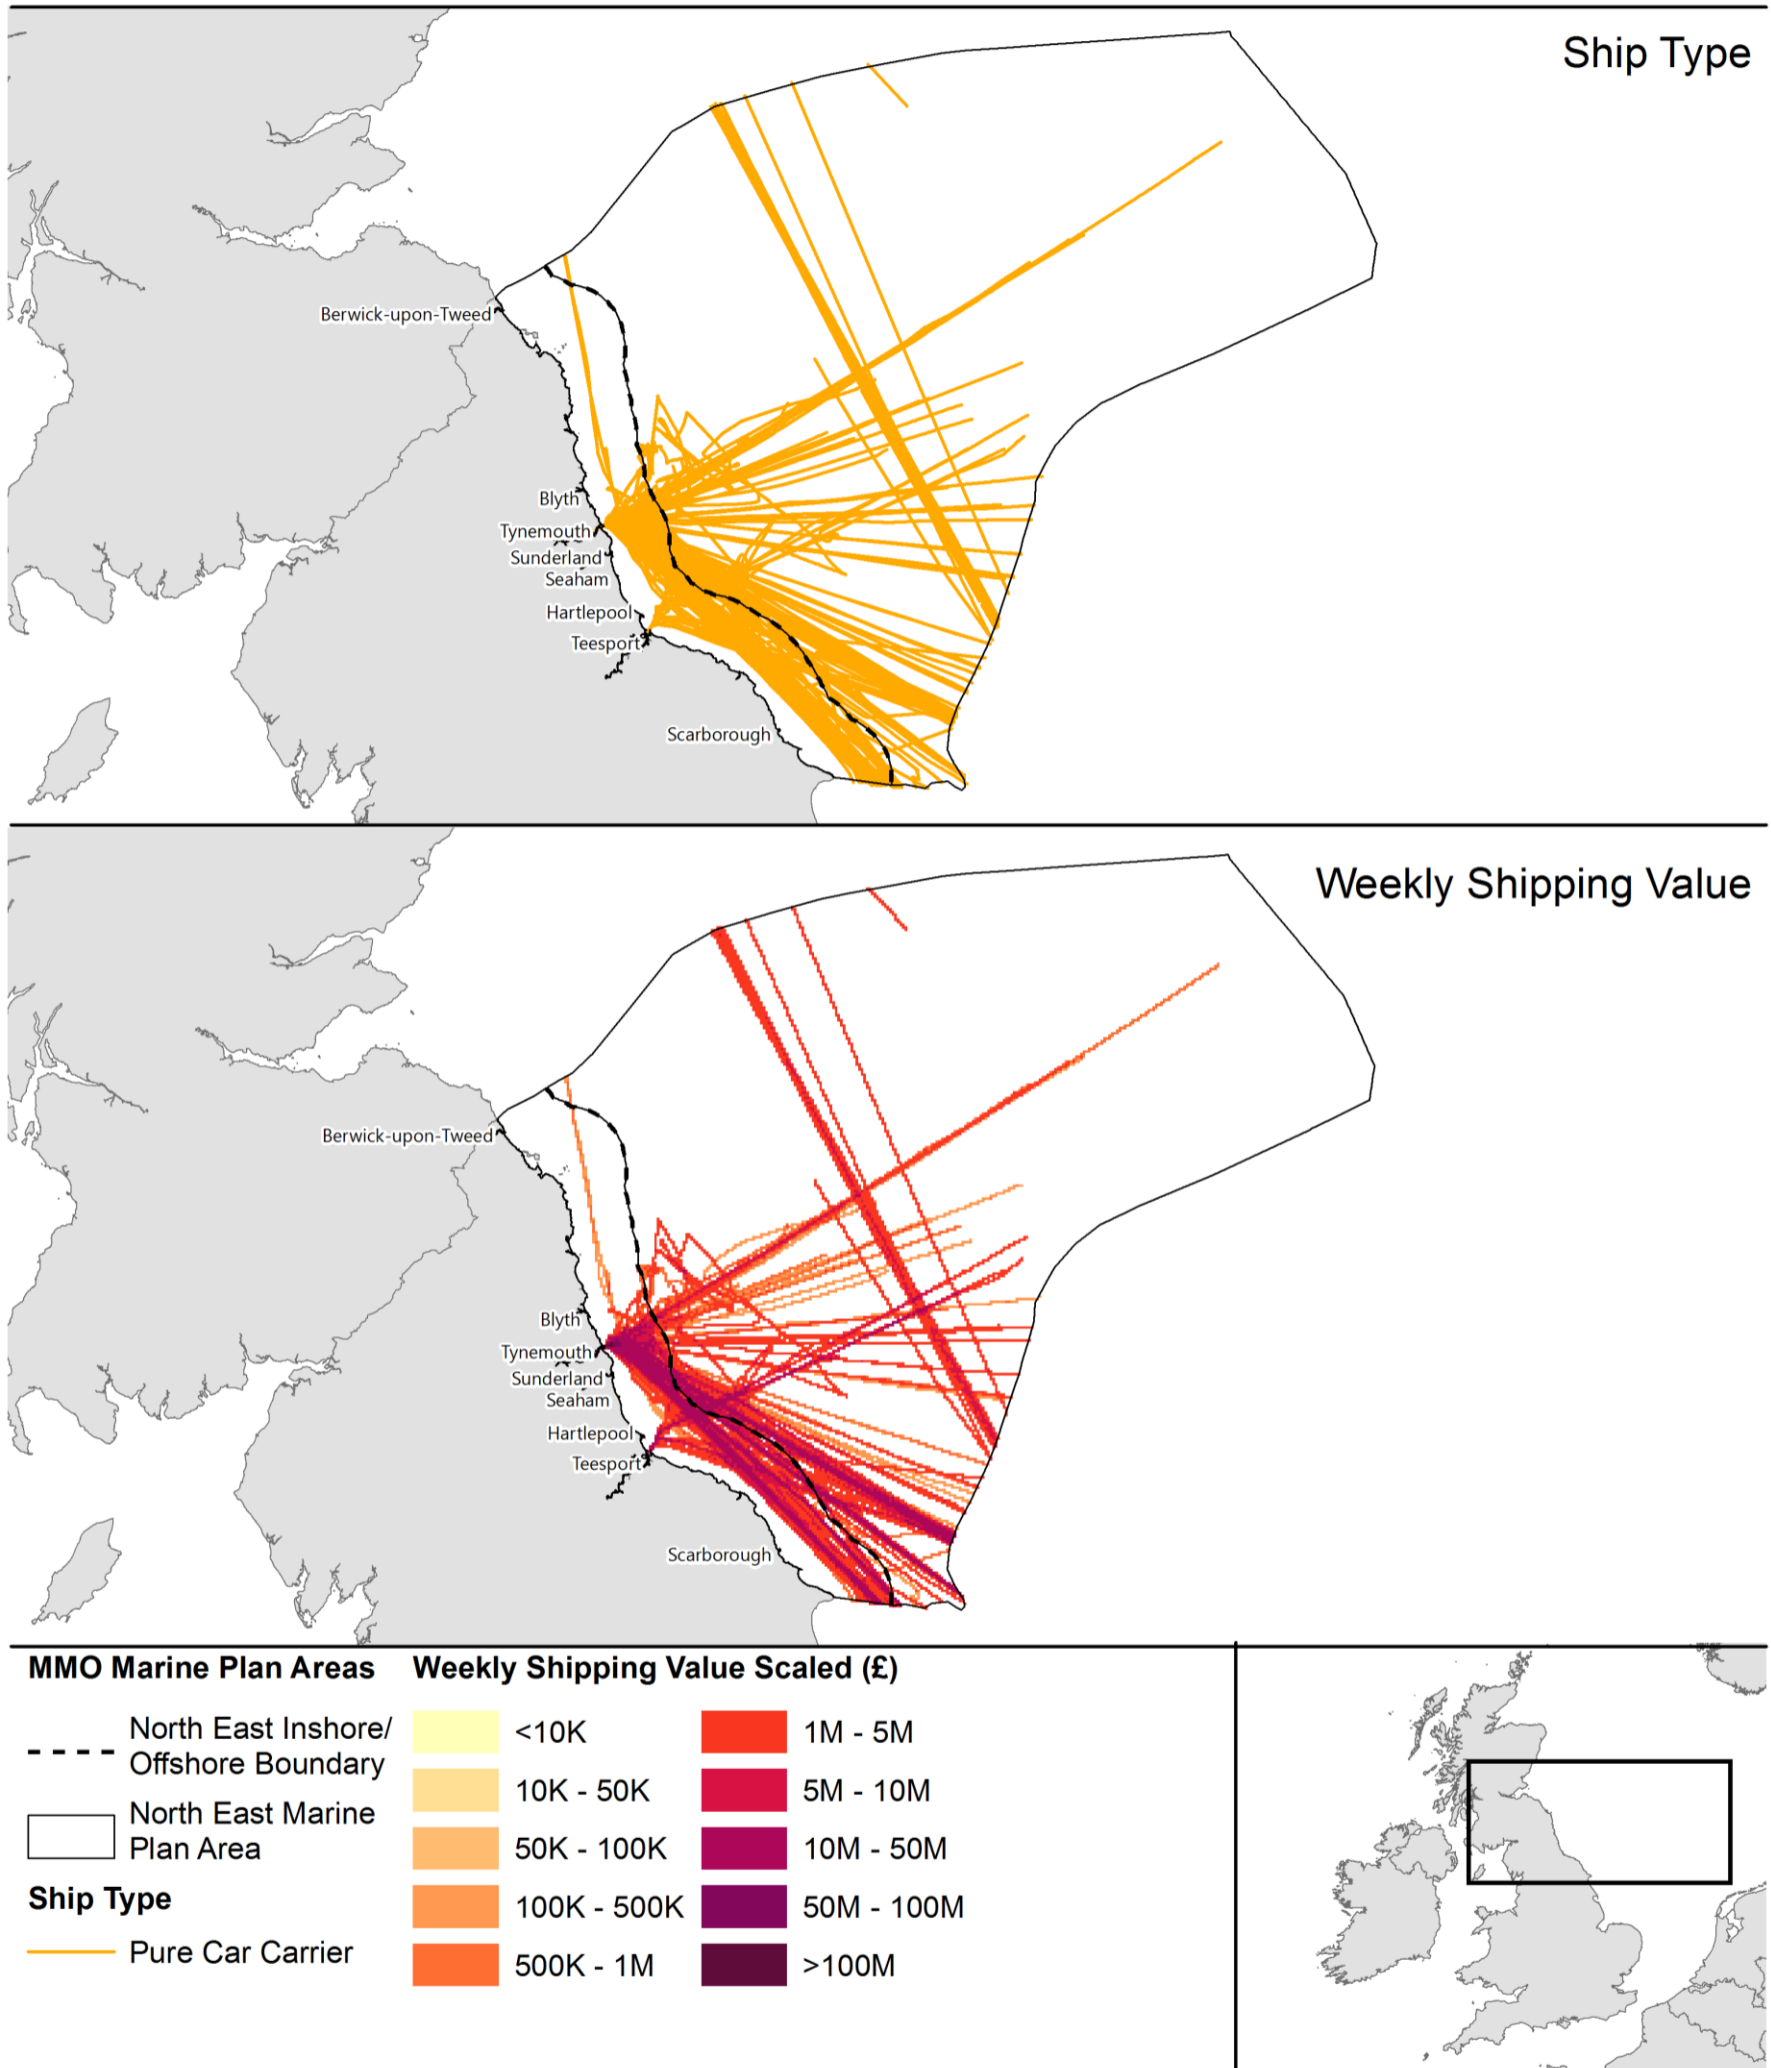 Ship Type
Berwick-upon-Tweed
Blyth
Tynemouth
Sunderland
Seaham
Hartlepool
Teesport
Scarborough
Weekly Shipping Value
Berwick-upon-Tweed
Blyth
Tynemouth
Sunderland
Seaham
Hartlepool
Teesport
Scarborough
MMO Marine Plan Areas
North East Inshore/
Offshore Boundary
North East Marine
Plan Area
Ship Type
Pure Car Carrier
Weekly Shipping Value Scaled (£)
<10K
10K - 50K
50K - 100K
100K - 500K
500K - 1M
1M - 5M
5M - 10M
10M - 50M
50M - 100M
>100M